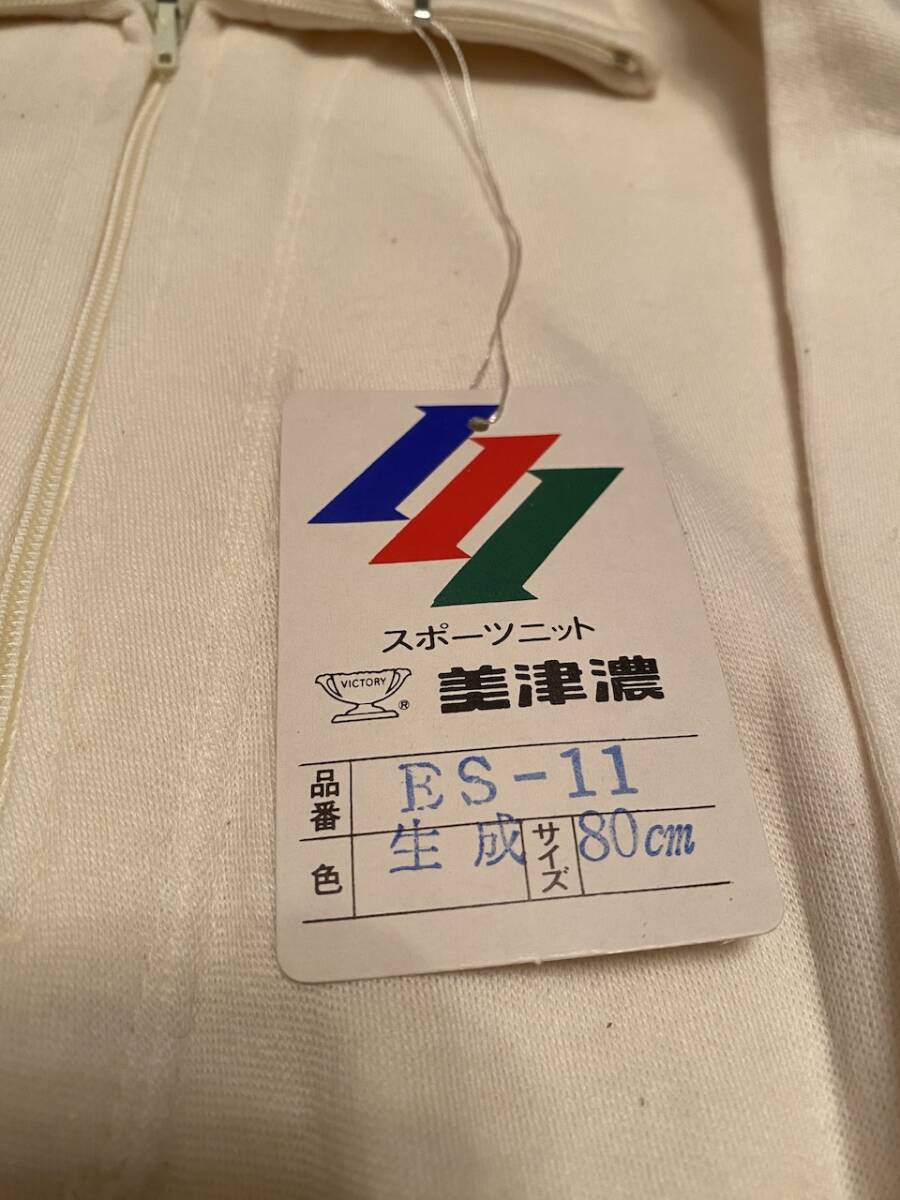 スポーツニット
VICTORY ® 美津濃
品番 ES-11
色 生成 サイズ 80cm